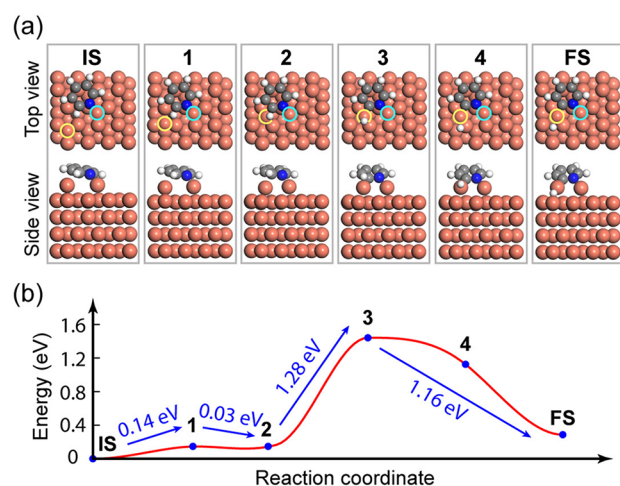 (a)
IS 1 2 3 4 FS
Top view
Side view
(b)
Energy (eV)
1.6
1.2
0.8
0.4
0
IS
0.14 eV
1
0.03 eV
2
1.28 eV
3
1.16 eV
4
FS
Reaction coordinate